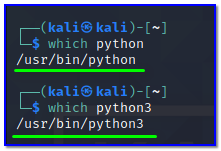 ┌──(kali㉿kali)-[~]
└─$ which python
/usr/bin/python
┌──(kali㉿kali)-[~]
└─$ which python3
/usr/bin/python3